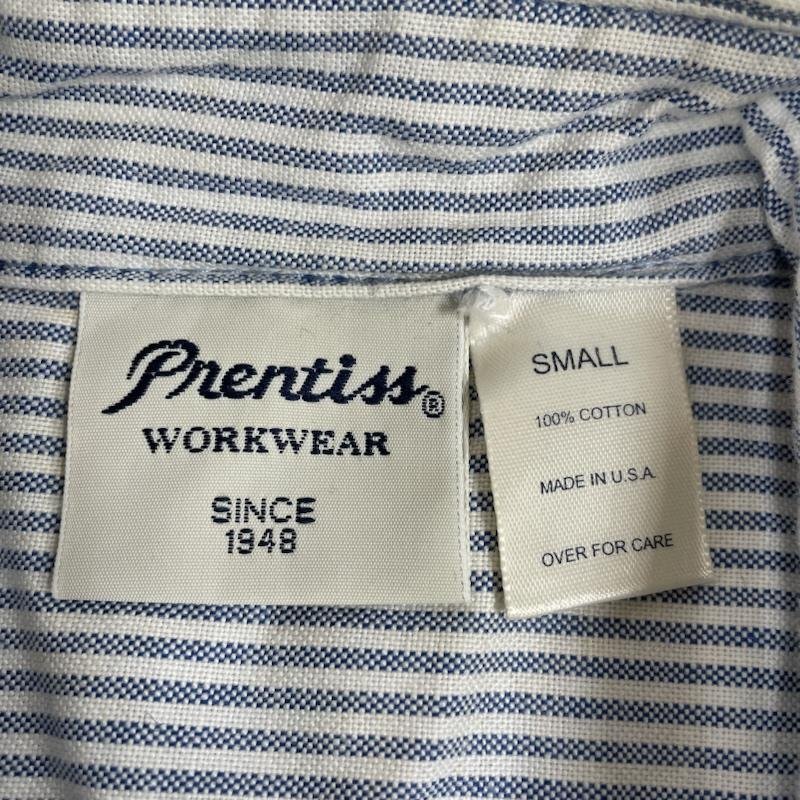 Prentiss®
WORKWEAR
SINCE
1948
SMALL
100% COTTON
MADE IN U.S.A.
OVER FOR CARE